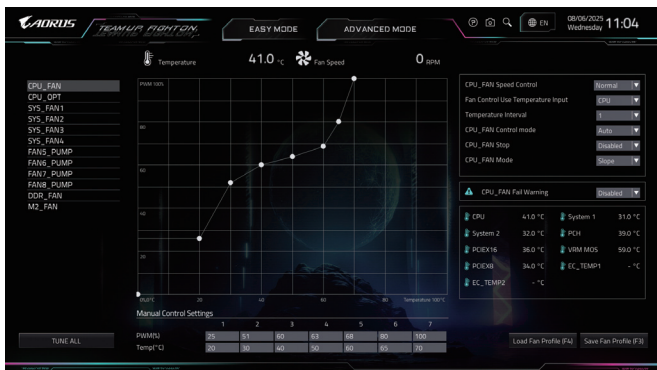 AORUS
TEAM UP. FIGHT ON.
EASY MODE
ADVANCED MODE
EN
08/06/2025
Wednesday
11:04
Temperature
41.0 °C
Fan Speed
0 RPM
CPU_FAN
CPU_OPT
SYS_FAN1
SYS_FAN2
SYS_FAN3
SYS_FAN4
FAN5_PUMP
FAN6_PUMP
FAN7_PUMP
FAN8_PUMP
DDR_FAN
M2_FAN
TUNE ALL
PWM 100%
80
60
40
20
0%,0°C
20
40
60
80
Temperature 100°C
Manual Control Settings
1 2 3 4 5 6 7
PWM(%) 25 51 60 63 68 80 100
Temp(°C) 20 30 40 50 60 65 70
CPU_FAN Speed Control Normal
Fan Control Use Temperature Input CPU
Temperature Interval 1
CPU_FAN Control mode Auto
CPU_FAN Stop Disabled
CPU_FAN Mode Slope
CPU_FAN Fail Warning Disabled
CPU 41.0 °C System 1 31.0 °C
System 2 32.0 °C PCH 39.0 °C
PCIEX16 36.0 °C VRM MOS 59.0 °C
PCIEX8 34.0 °C EC_TEMP1 - °C
EC_TEMP2 - °C
Load Fan Profile (F4)
Save Fan Profile (F3)